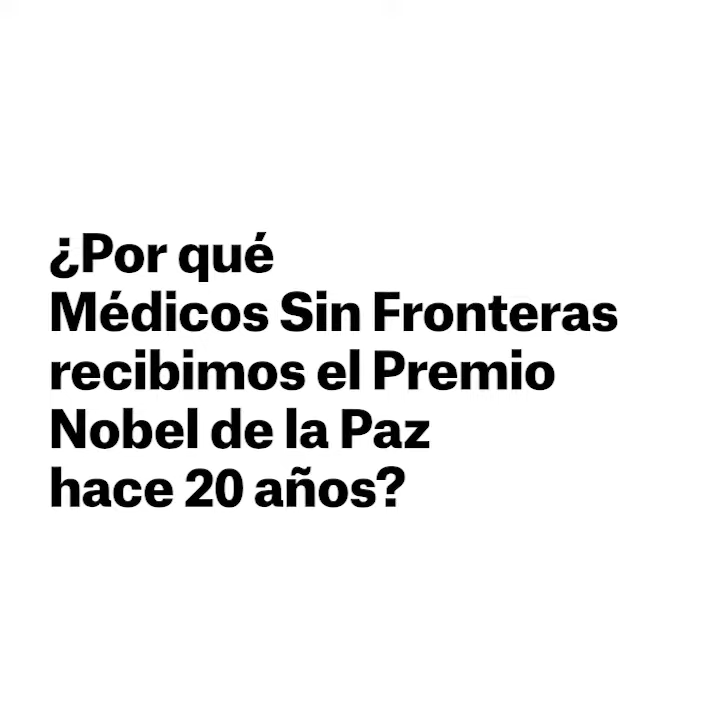 ¿Por qué
Médicos Sin Fronteras
recibimos el Premio
Nobel de la Paz
hace 20 años?